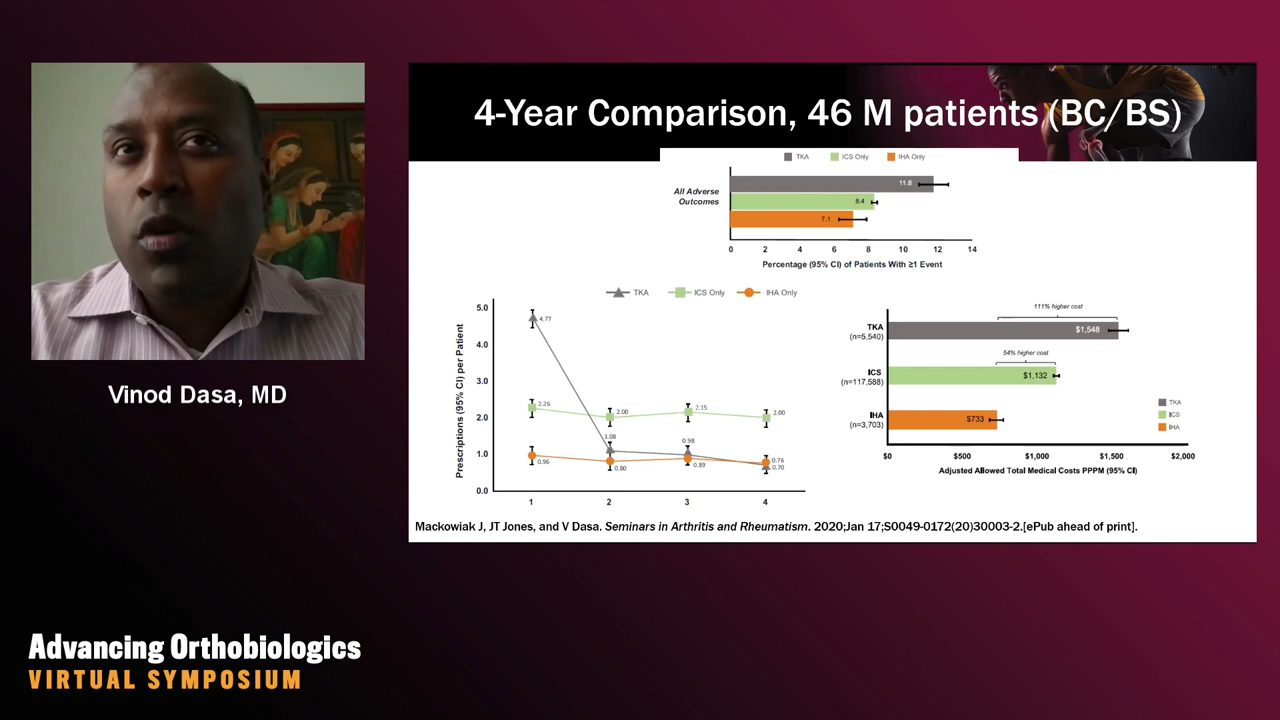 4-Year Comparison, 46 M patients (BC/BS)
TKA ICS Only IHA Only
All Adverse
Outcomes
11.8
8.4
7.1
0 2 4 6 8 10 12 14
Percentage (95% CI) of Patients With ≥1 Event
TKA ICS Only IHA Only
Prescriptions (95% CI) per Patient
5.0
4.0
3.0
2.0
1.0
0.0
4.77
2.26 2.00 2.15 2.00
1.08 0.98 0.70
0.96 0.80 0.89 0.76
1 2 3 4
111% higher cost
TKA
(n=5,540)
$1,548
54% higher cost
ICS
(n=117,588)
$1,132
IHA
(n=3,703)
$733
TKA
ICS
IHA
$0 $500 $1,000 $1,500 $2,000
Adjusted Allowed Total Medical Costs PPPM (95% CI)
Mackowiak J, JT Jones, and V Dasa. Seminars in Arthritis and Rheumatism. 2020;Jan 17;S0049-0172(20)30003-2.[ePub ahead of print].
Vinod Dasa, MD
Advancing Orthobiologics
VIRTUAL SYMPOSIUM